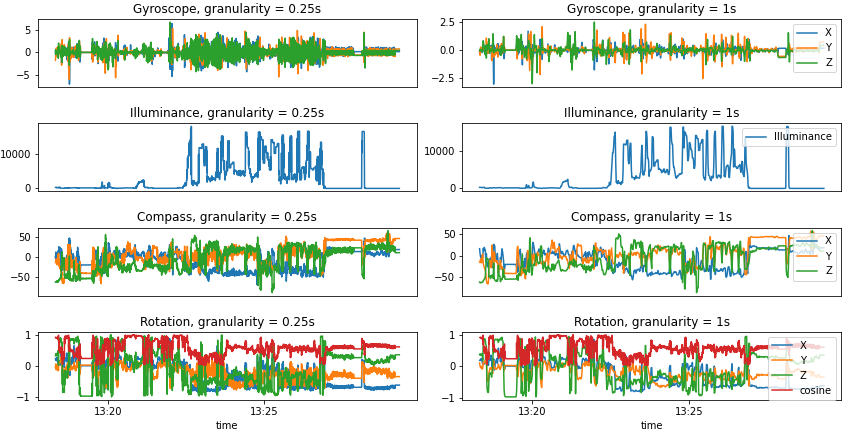 Gyroscope, granularity = 0.25s
5
0
−5
Gyroscope, granularity = 1s
2.5
0.0
−2.5
X
Y
Z
Illuminance, granularity = 0.25s
10000
0
Illuminance, granularity = 1s
10000
0
Illuminance
Compass, granularity = 0.25s
50
0
−50
Compass, granularity = 1s
50
0
−50
X
Y
Z
Rotation, granularity = 0.25s
1
0
−1
13:20
13:25
time
Rotation, granularity = 1s
1
0
−1
X
Y
Z
cosine
13:20
13:25
time